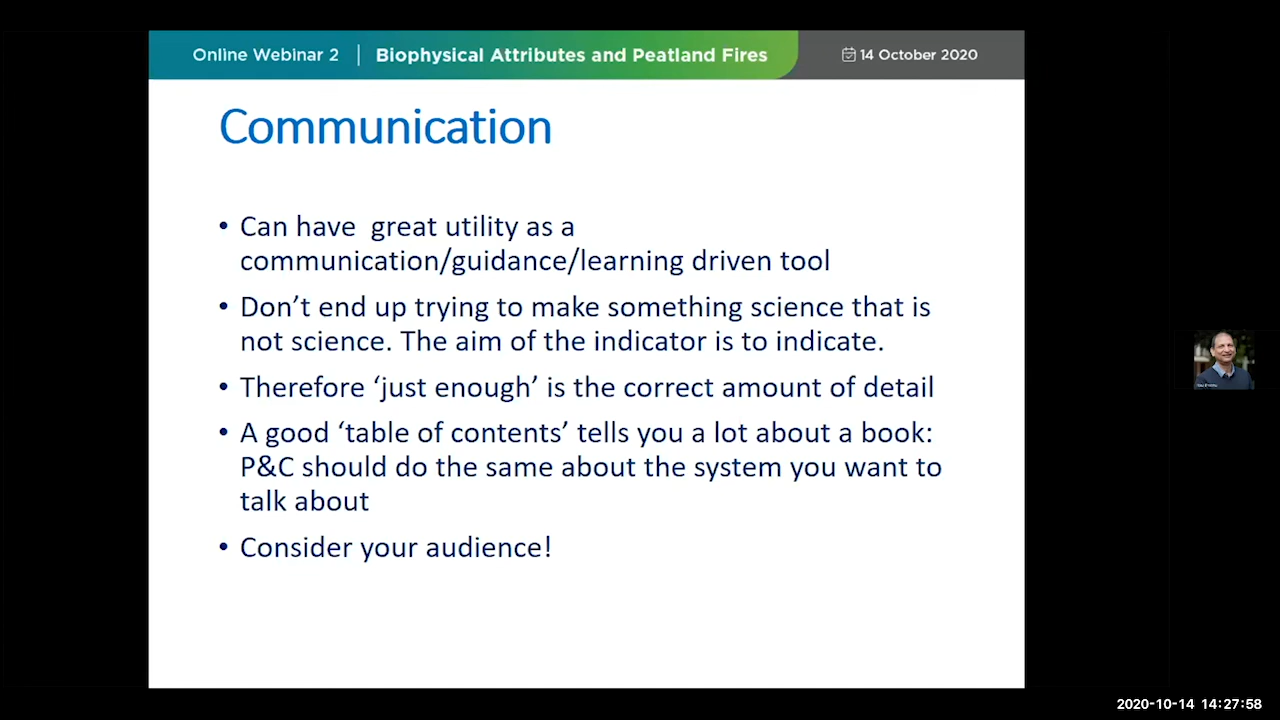 Online Webinar 2 | Biophysical Attributes and Peatland Fires
14 October 2020
Communication
• Can have  great utility as a
communication/guidance/learning driven tool
• Don’t end up trying to make something science that is
not science. The aim of the indicator is to indicate.
• Therefore ‘just enough’ is the correct amount of detail
• A good ‘table of contents’ tells you a lot about a book:
P&C should do the same about the system you want to
talk about
• Consider your audience!
2020-10-14 14:27:58